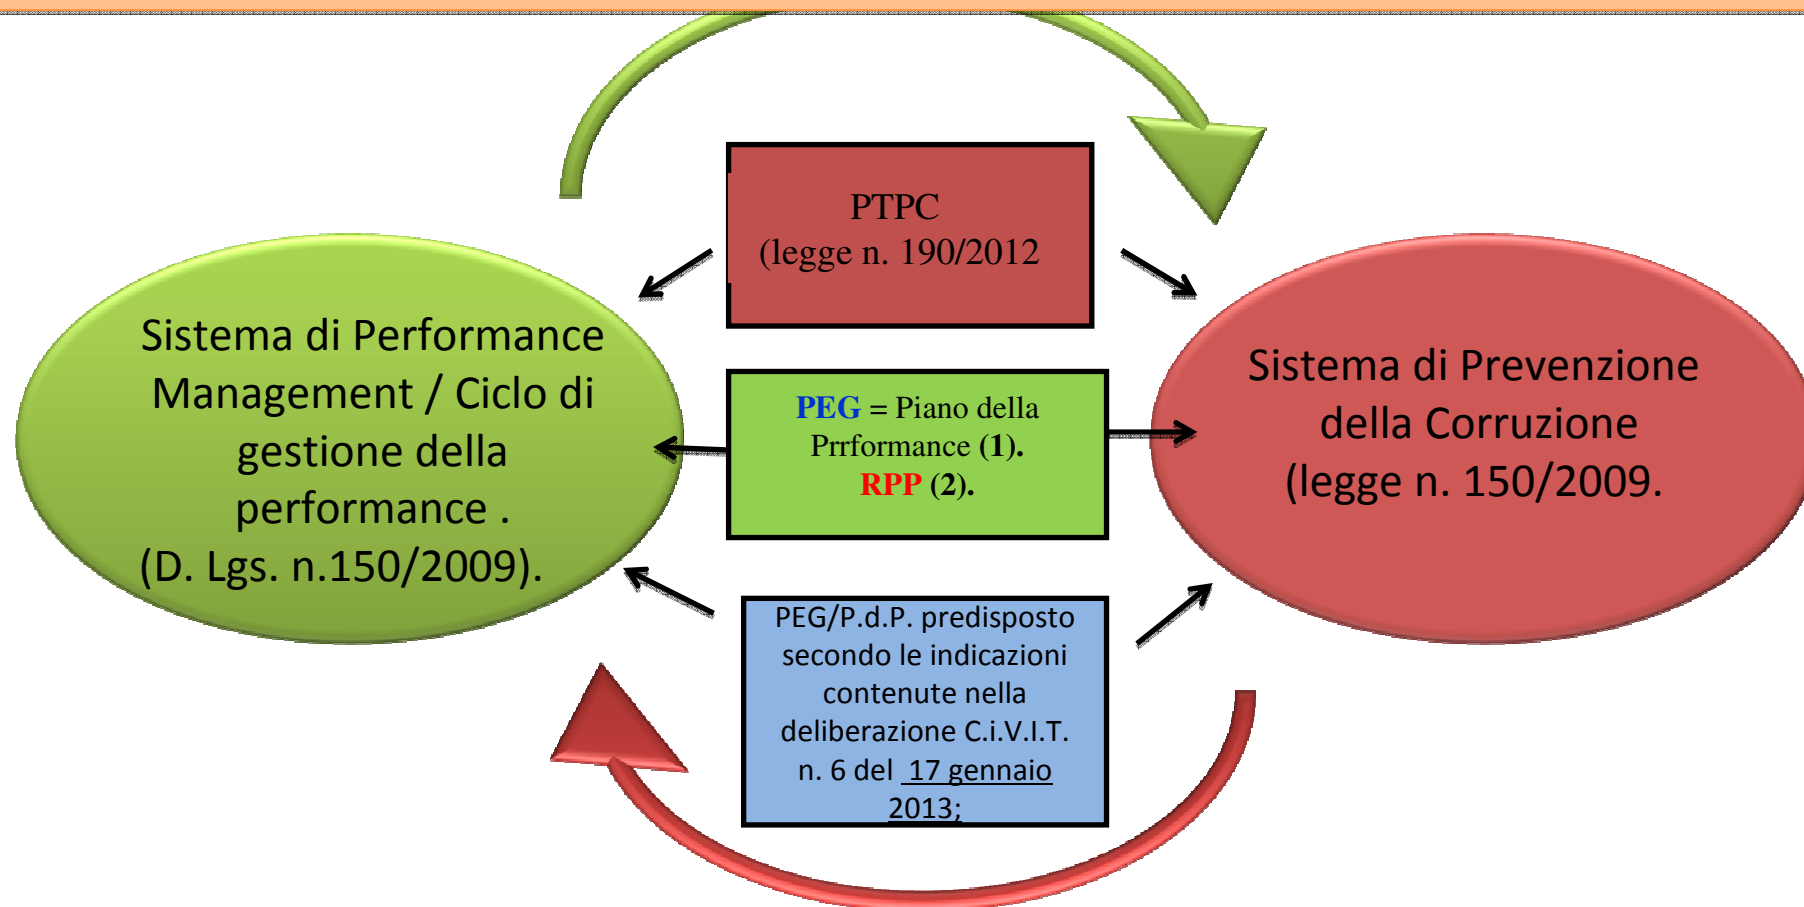 PTPC
(legge n. 190/2012
Sistema di Performance
Management / Ciclo di
gestione della
performance .
(D. Lgs. n.150/2009).
PEG = Piano della
Prrformance (1).
RPP (2).
Sistema di Prevenzione
della Corruzione
(legge n. 150/2009.
PEG/P.d.P. predisposto
secondo le indicazioni
contenute nella
deliberazione C.i.V.I.T.
n. 6 del  17 gennaio
2013;